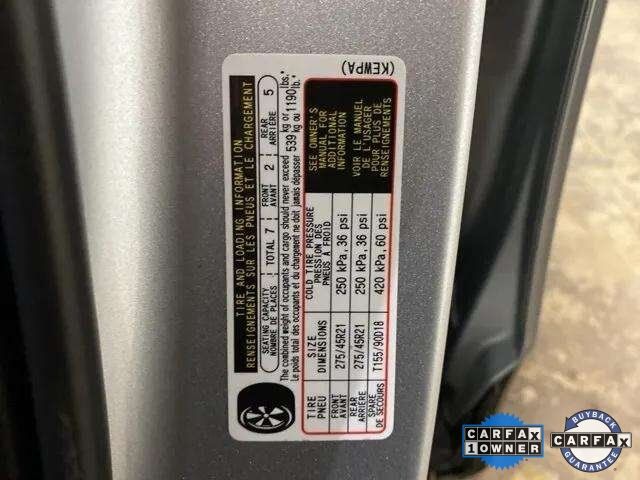 TIRE AND LOADING INFORMATION
RENSEIGNEMENTS SUR LES PNEUS ET LE CHARGEMENT
SEATING CAPACITY TOTAL 7 FRONT 2 REAR 5
NOMBRE DE PLACES AVANT ARRIÈRE
The combined weight of occupants and cargo should never exceed 539 kg or 1190 lbs.
Le poids total des occupants et du chargement ne doit jamais dépasser 539 kg ou 1190 lb.
TIRE SIZE COLD TIRE PRESSURE
PNEU DIMENSIONS PRESSION DES
PNEUS À FROID
FRONT 275/45R21 250 kPa, 36 psi
AVANT
REAR 275/45R21 250 kPa, 36 psi
ARRIÈRE
SPARE T155/90D18 420 kPa, 60 psi
DE SECOURS
SEE OWNER'S
MANUAL FOR
ADDITIONAL
INFORMATION
VOIR LE MANUEL
DE L'USAGER
POUR PLUS DE
RENSEIGNEMENTS
(KEWPA)
CARFAX
1 OWNER
BUYBACK
CARFAX
GUARANTEE